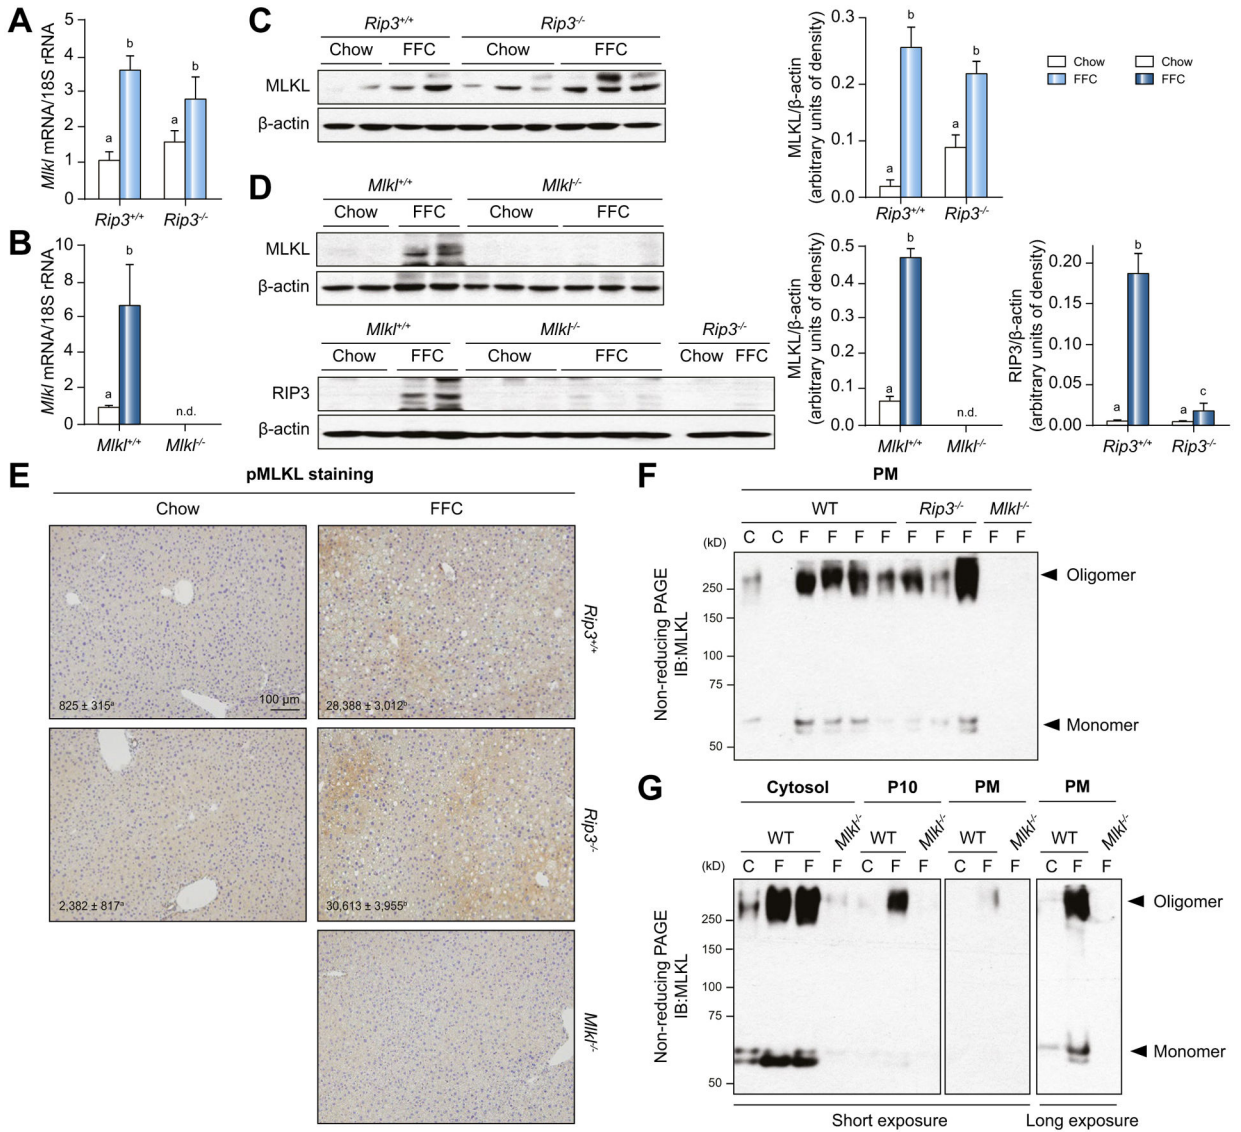 A
5
4
3
2
1
0
Mlkl mRNA/18S rRNA
a
b
a
b
Rip3+/+
Rip3-/-
B
10
8
6
4
2
0
Mlkl mRNA/18S rRNA
a
b
n.d.
Mlkl+/+
Mlkl-/-
C
Rip3+/+
Rip3-/-
Chow
FFC
Chow
FFC
MLKL
β-actin
0.3
0.2
0.1
0.0
MLKL/β-actin
(arbitrary units of density)
a
b
a
b
Rip3+/+
Rip3-/-
Chow
FFC
Chow
FFC
D
Mlkl+/+
Mlkl-/-
Chow
FFC
Chow
FFC
MLKL
β-actin
Mlkl+/+
Mlkl-/-
Rip3-/-
Chow
FFC
Chow
FFC
Chow
FFC
RIP3
β-actin
0.5
0.4
0.3
0.2
0.1
0.0
MLKL/β-actin
(arbitrary units of density)
a
b
n.d.
Mlkl+/+
Mlkl-/-
0.20
0.15
0.10
0.05
0.00
RIP3/β-actin
(arbitrary units of density)
a
b
a
c
Rip3+/+
Rip3-/-
E
pMLKL staining
Chow
FFC
825 ± 315a
100 µm
28,388 ± 3,012b
Rip3+/+
2,382 ± 817a
30,613 ± 3,955b
Rip3-/-
Mlkl-/-
F
PM
WT
Rip3-/-
Mlkl-/-
(kD)
C C F F F F F F F F F
250
150
100
75
50
Non-reducing PAGE
IB:MLKL
Oligomer
Monomer
G
Cytosol
P10
PM
PM
WT
Mlkl-/-
WT
Mlkl-/-
WT
Mlkl-/-
WT
Mlkl-/-
(kD)
C F F F C F F C F F C F F
250
150
100
75
50
Non-reducing PAGE
IB:MLKL
Oligomer
Monomer
Short exposure
Long exposure